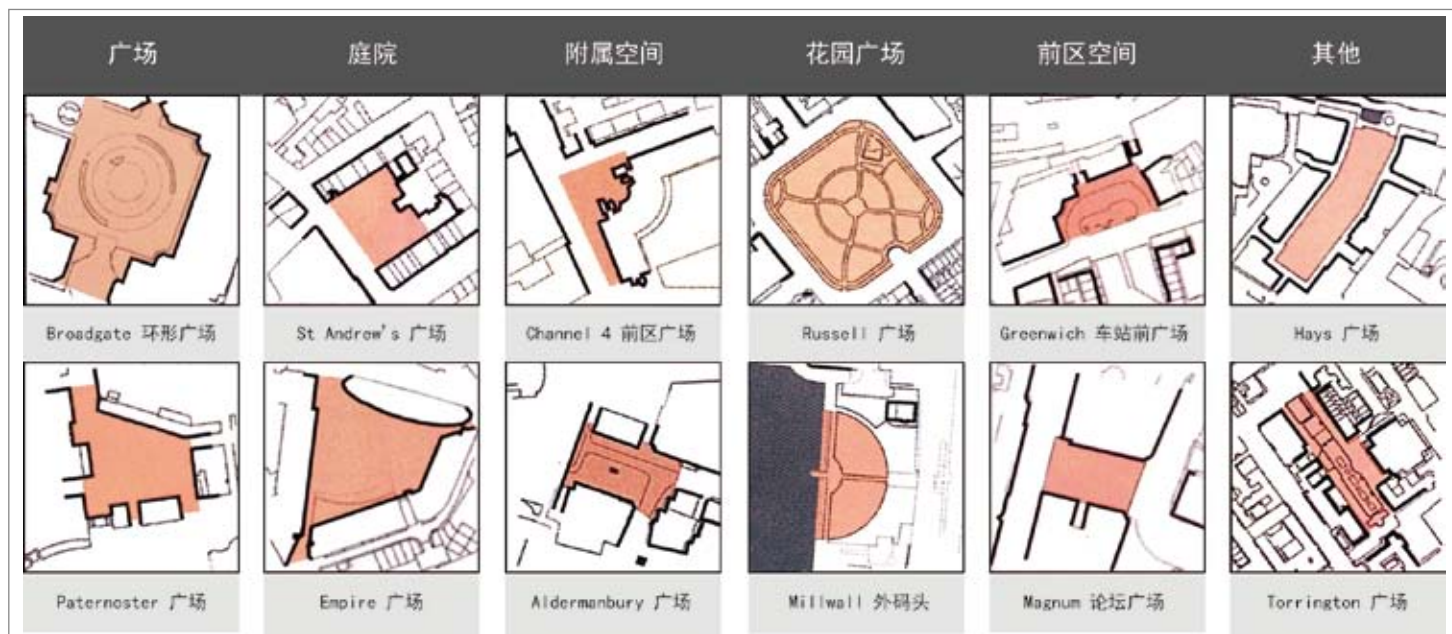 广场 庭院 附属空间 花园广场 前区空间 其他
Broadgate 环形广场 St Andrew's 广场 Channel 4 前区广场 Russell 广场 Greenwich 车站前广场 Hays 广场
Paternoster 广场 Empire 广场 Aldermanbury 广场 Millwall 外码头 Magnum 论坛广场 Torrington 广场